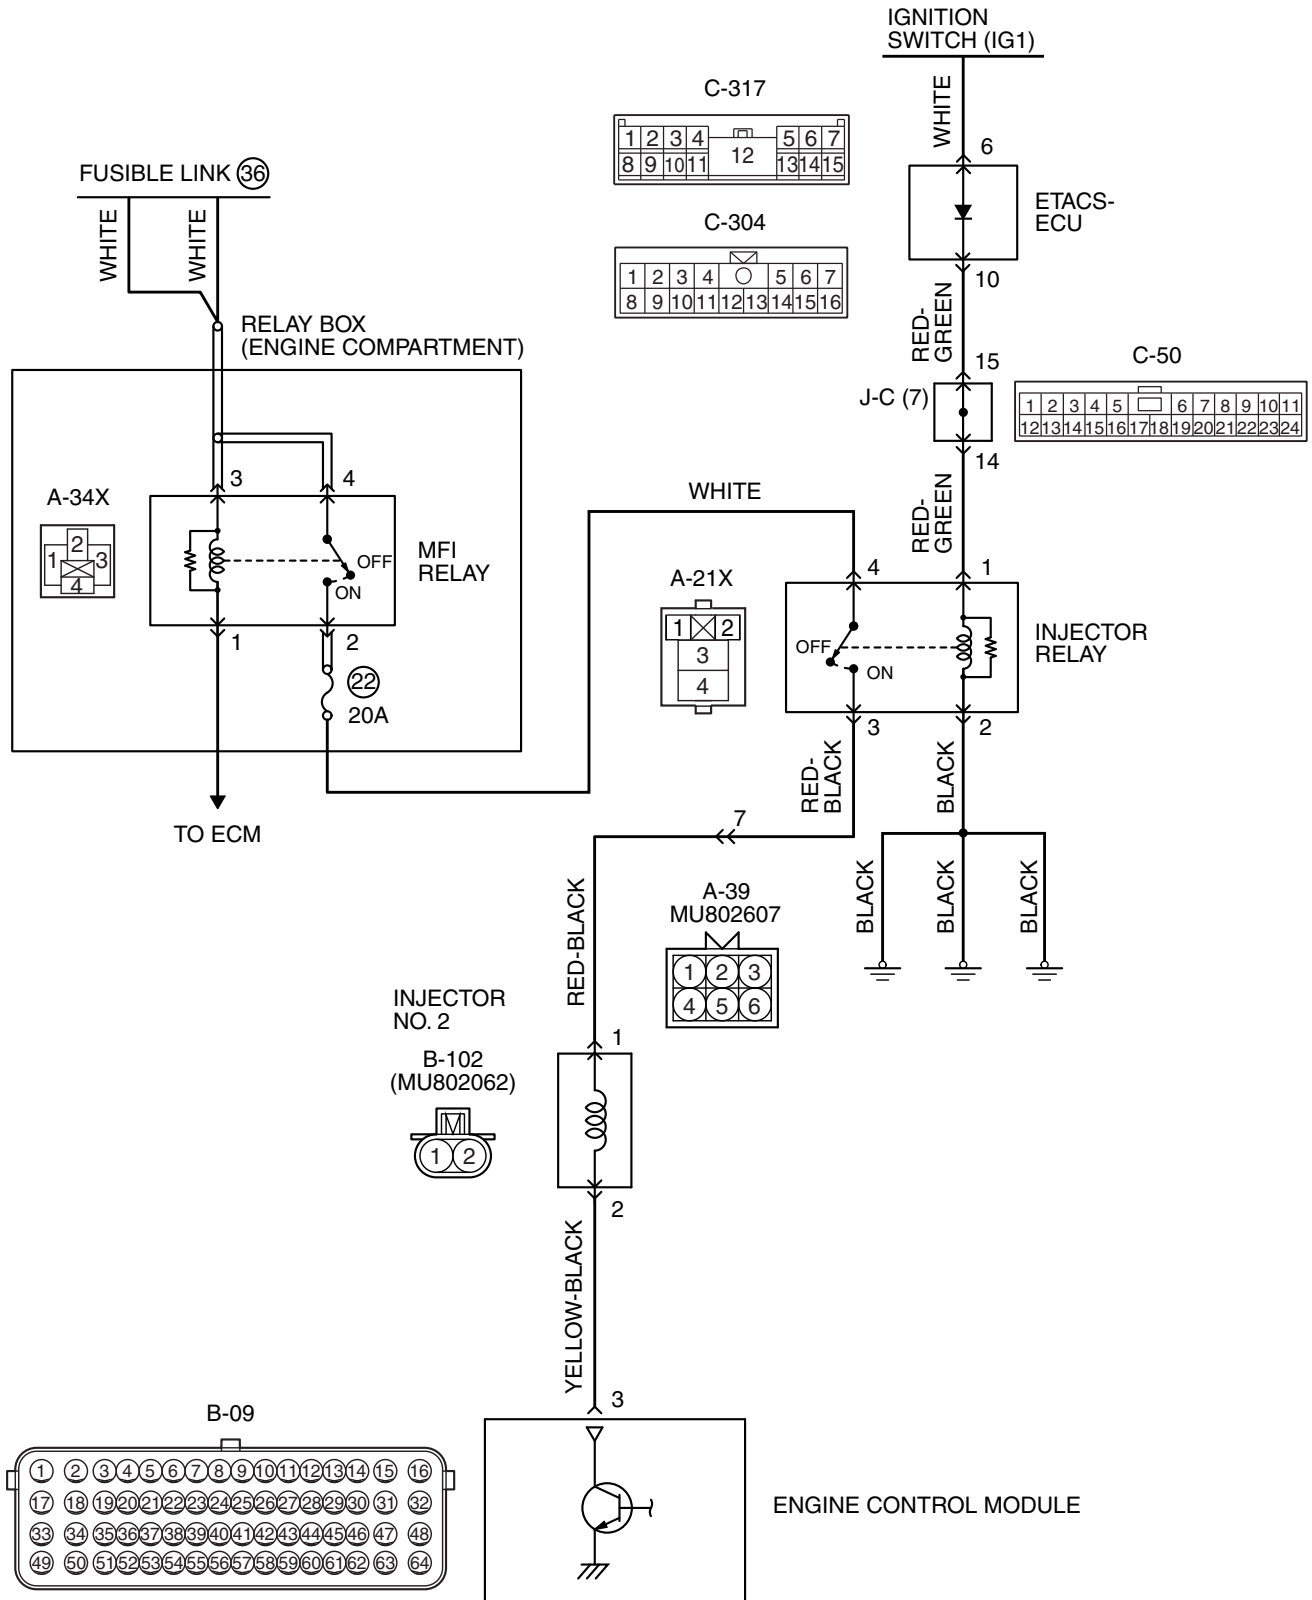 IGNITION
SWITCH (IG1)
WHITE
6
ETACS-
ECU
10
RED-
GREEN
15
J-C (7)
14
RED-
GREEN
C-317
1 2 3 4 5 6 7
8 9 10 11 12 13 14 15
C-304
1 2 3 4 5 6 7
8 9 10 11 12 13 14 15 16
C-50
1 2 3 4 5 6 7 8 9 10 11
12 13 14 15 16 17 18 19 20 21 22 23 24
FUSIBLE LINK 36
WHITE
WHITE
RELAY BOX
(ENGINE COMPARTMENT)
3
4
A-34X
2
1 3
4
OFF
ON
MFI
RELAY
1
2
22
20A
TO ECM
WHITE
4
1
A-21X
1 2
3
4
OFF
ON
INJECTOR
RELAY
3
2
RED-
BLACK
BLACK
7
BLACK
BLACK
BLACK
RED-BLACK
A-39
MU802607
1 2 3
4 5 6
INJECTOR
NO. 2
B-102
(MU802062)
1 2
1
2
YELLOW-BLACK
3
B-09
1 2 3 4 5 6 7 8 9 10 11 12 13 14 15 16
17 18 19 20 21 22 23 24 25 26 27 28 29 30 31 32
33 34 35 36 37 38 39 40 41 42 43 44 45 46 47 48
49 50 51 52 53 54 55 56 57 58 59 60 61 62 63 64
ENGINE CONTROL MODULE